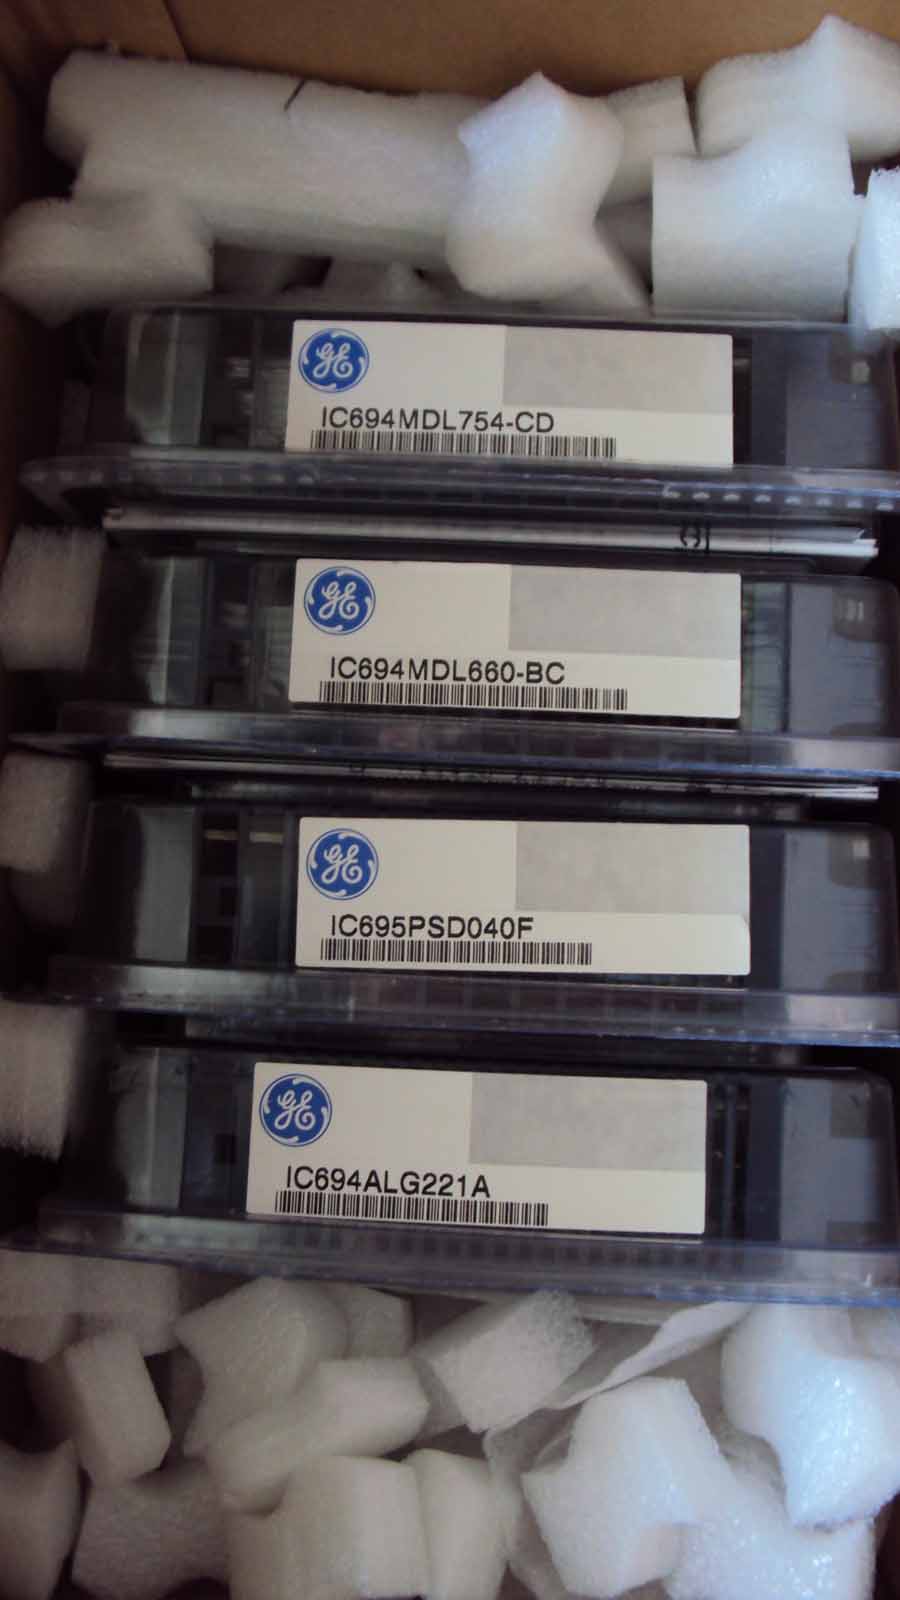 GE
IC694MDL754-CD
GE
IC694MDL660-BC
GE
IC695PSD040F
GE
IC694ALG221A